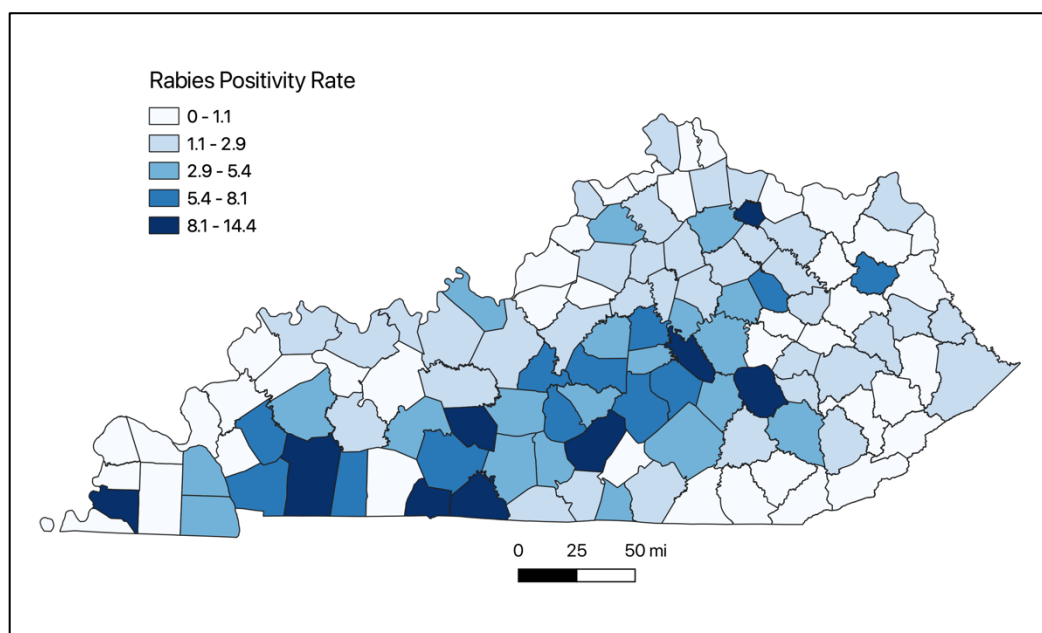 Rabies Positivity Rate
0 - 1.1
1.1 - 2.9
2.9 - 5.4
5.4 - 8.1
8.1 - 14.4
0 25 50 mi